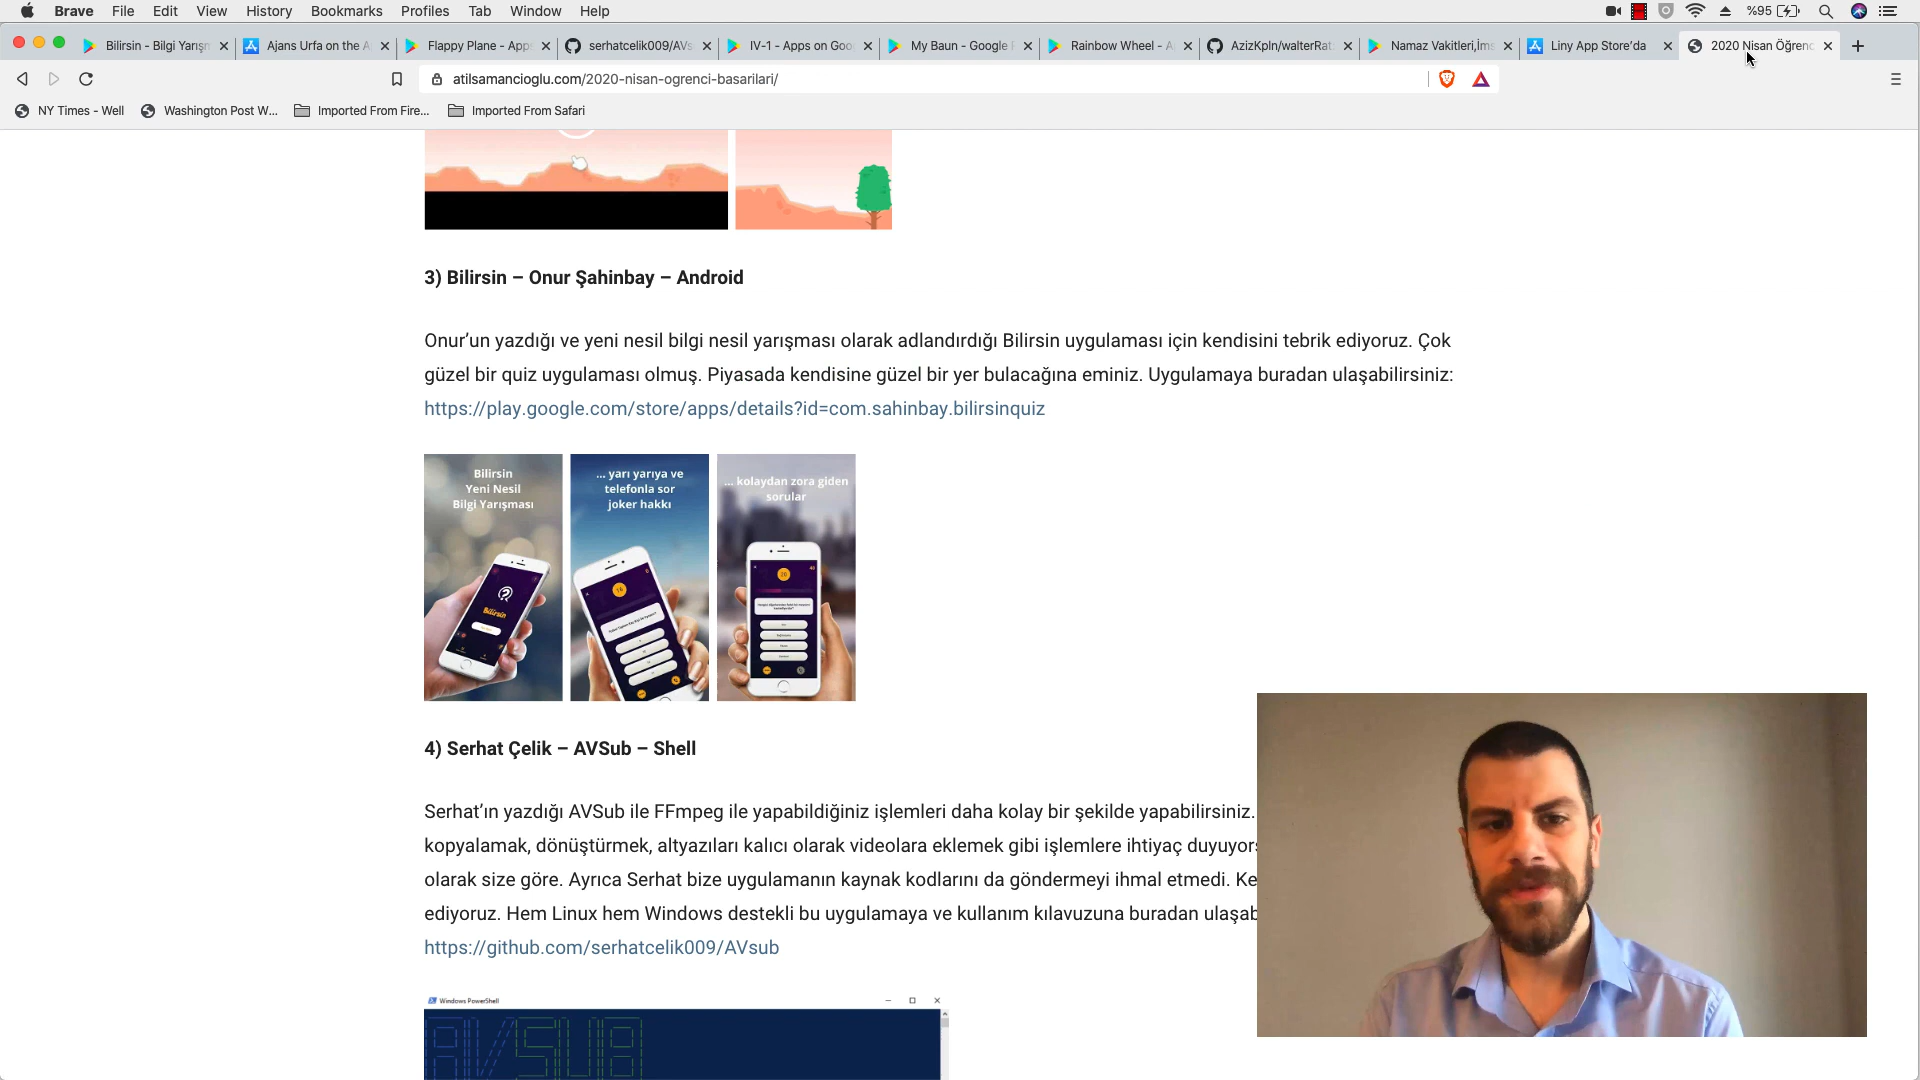 Brave File Edit View History Bookmarks Profiles Tab Window Help %95
Bilirsin - Bilgi Yarışm Ajans Urfa on the A Flappy Plane - App serhatcelik009/AVs IV-1 - Apps on Goo My Baun - Google P Rainbow Wheel - A AzizKpln/walterRat Namaz Vakitleri,İms Liny App Store'da 2020 Nisan Öğrenc
atilsamancioglu.com/2020-nisan-ogrenci-basarilari/
NY Times - Well Washington Post W... Imported From Fire... Imported From Safari
3) Bilirsin – Onur Şahinbay – Android
Onur’un yazdığı ve yeni nesil bilgi nesil yarışması olarak adlandırdığı Bilirsin uygulaması için kendisini tebrik ediyoruz. Çok
güzel bir quiz uygulaması olmuş. Piyasada kendisine güzel bir yer bulacağına eminiz. Uygulamaya buradan ulaşabilirsiniz:
https://play.google.com/store/apps/details?id=com.sahinbay.bilirsinquiz
Bilirsin
Yeni Nesil
Bilgi Yarışması
Bilirsin
... yarı yarıya ve
telefonla sor
joker hakkı
... kolaydan zora giden
sorular
4) Serhat Çelik – AVSub – Shell
Serhat’ın yazdığı AVSub ile FFmpeg ile yapabildiğiniz işlemleri daha kolay bir şekilde yapabilirsiniz.
kopyalamak, dönüştürmek, altyazıları kalıcı olarak videolara eklemek gibi işlemlere ihtiyaç duyuyors
olarak size göre. Ayrıca Serhat bize uygulamanın kaynak kodlarını da göndermeyi ihmal etmedi. Ke
ediyoruz. Hem Linux hem Windows destekli bu uygulamaya ve kullanım kılavuzuna buradan ulaşab
https://github.com/serhatcelik009/AVsub
Windows PowerShell
AVSUB